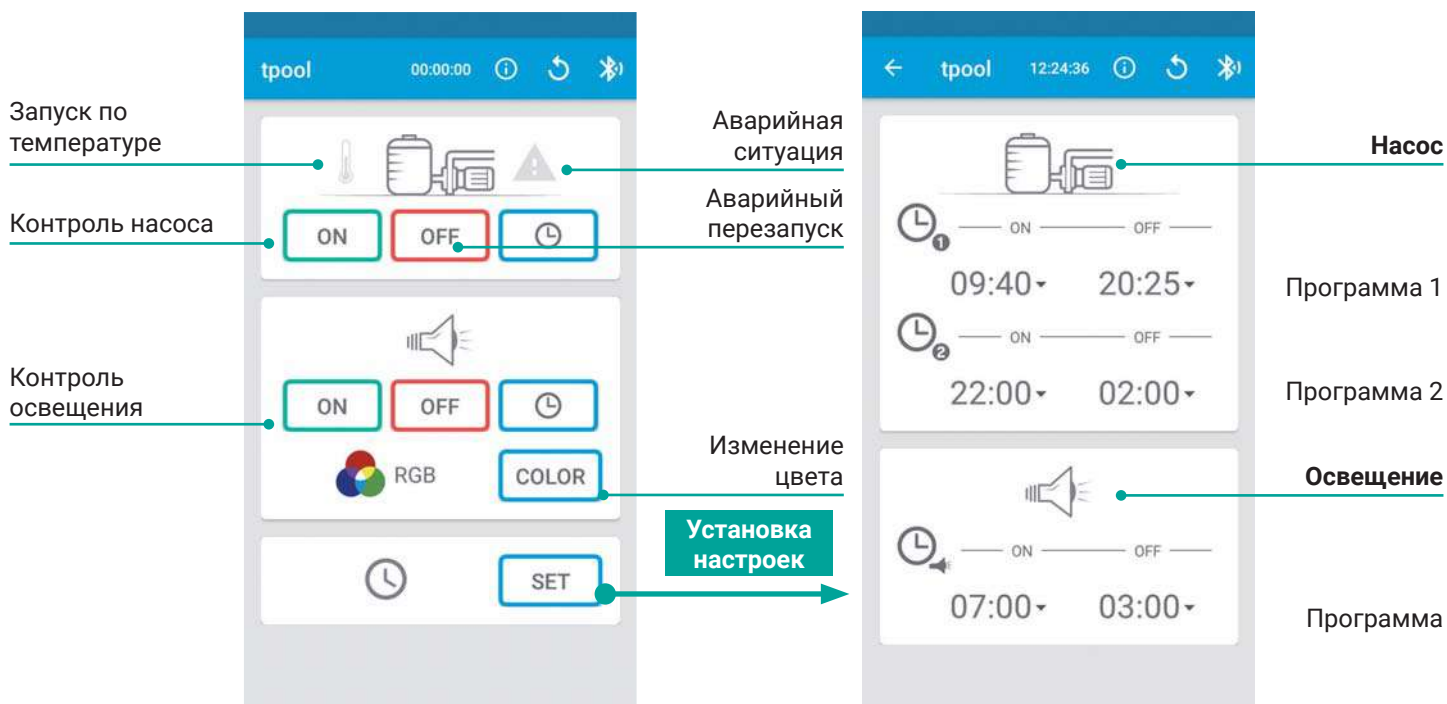 tpool 00:00:00
Запуск по
температуре
Аварийная
ситуация
Контроль насоса
Аварийный
перезапуск
ON OFF
Контроль
освещения
ON OFF
RGB COLOR
Изменение
цвета
SET
Установка
настроек
tpool 12:24:36
Насос
1 ON OFF
09:40 20:25
Программа 1
2 ON OFF
22:00 02:00
Программа 2
Освещение
ON OFF
07:00 03:00
Программа